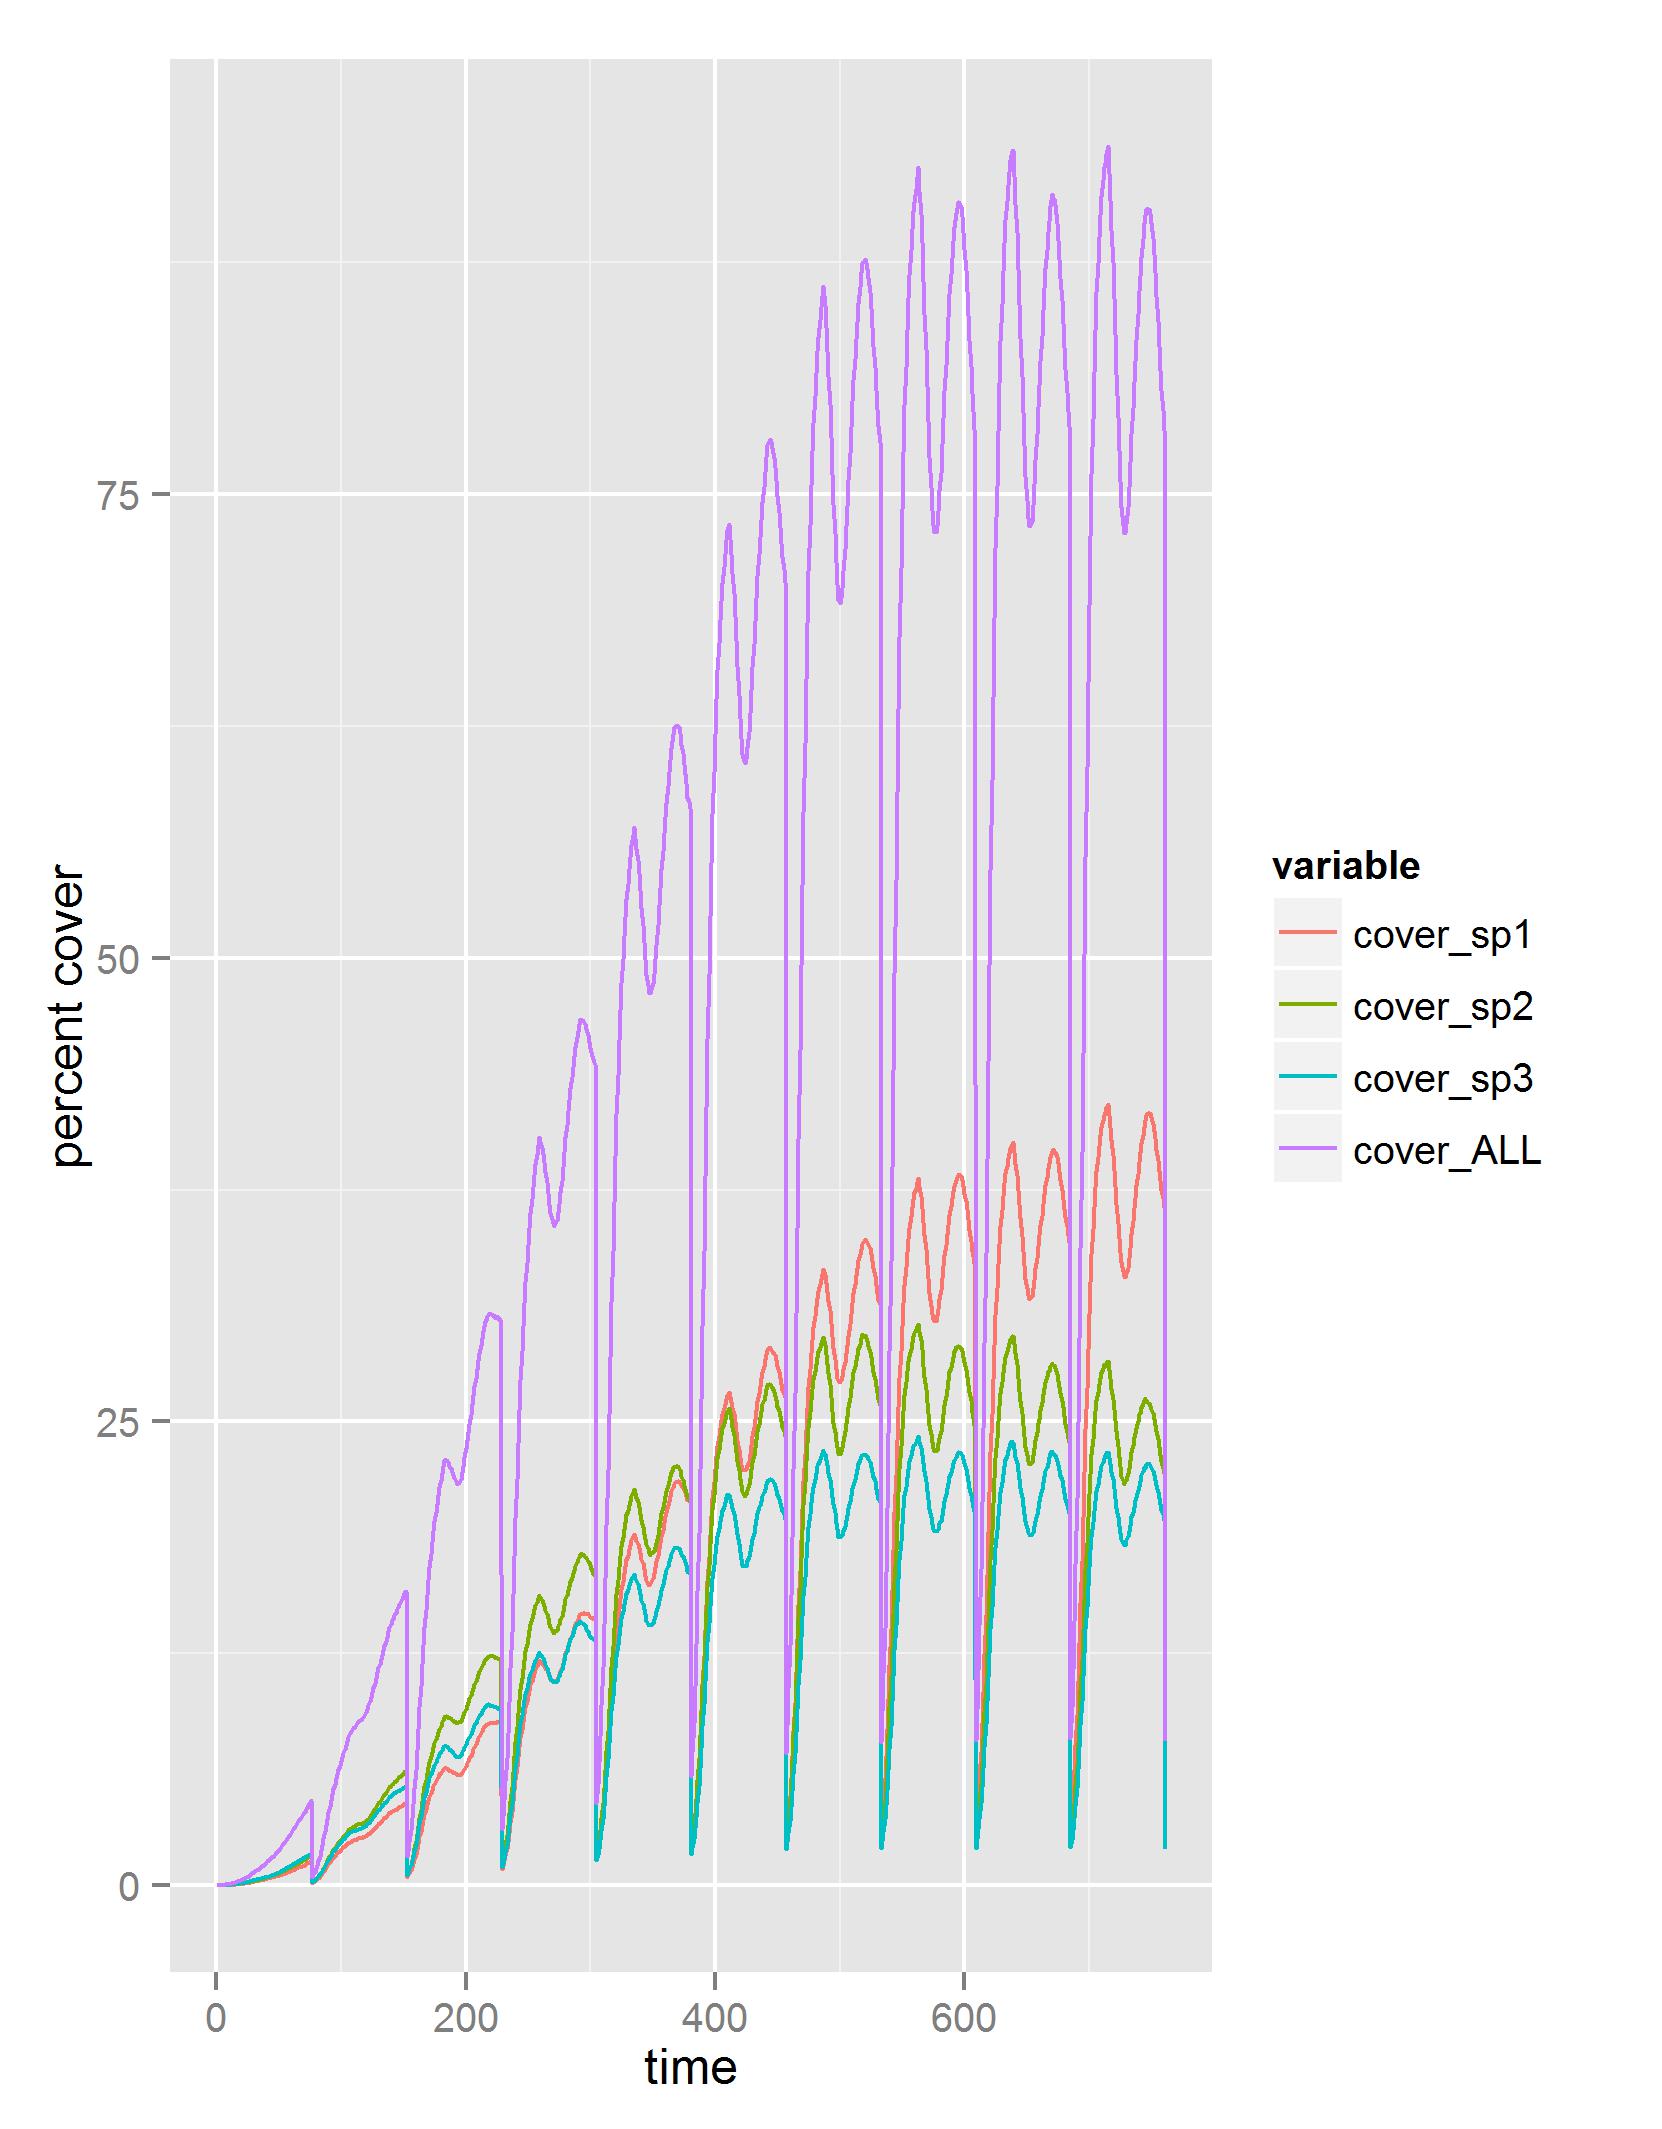 percent cover
75
50
25
0
0 200 400 600
time
variable
cover_sp1
cover_sp2
cover_sp3
cover_ALL